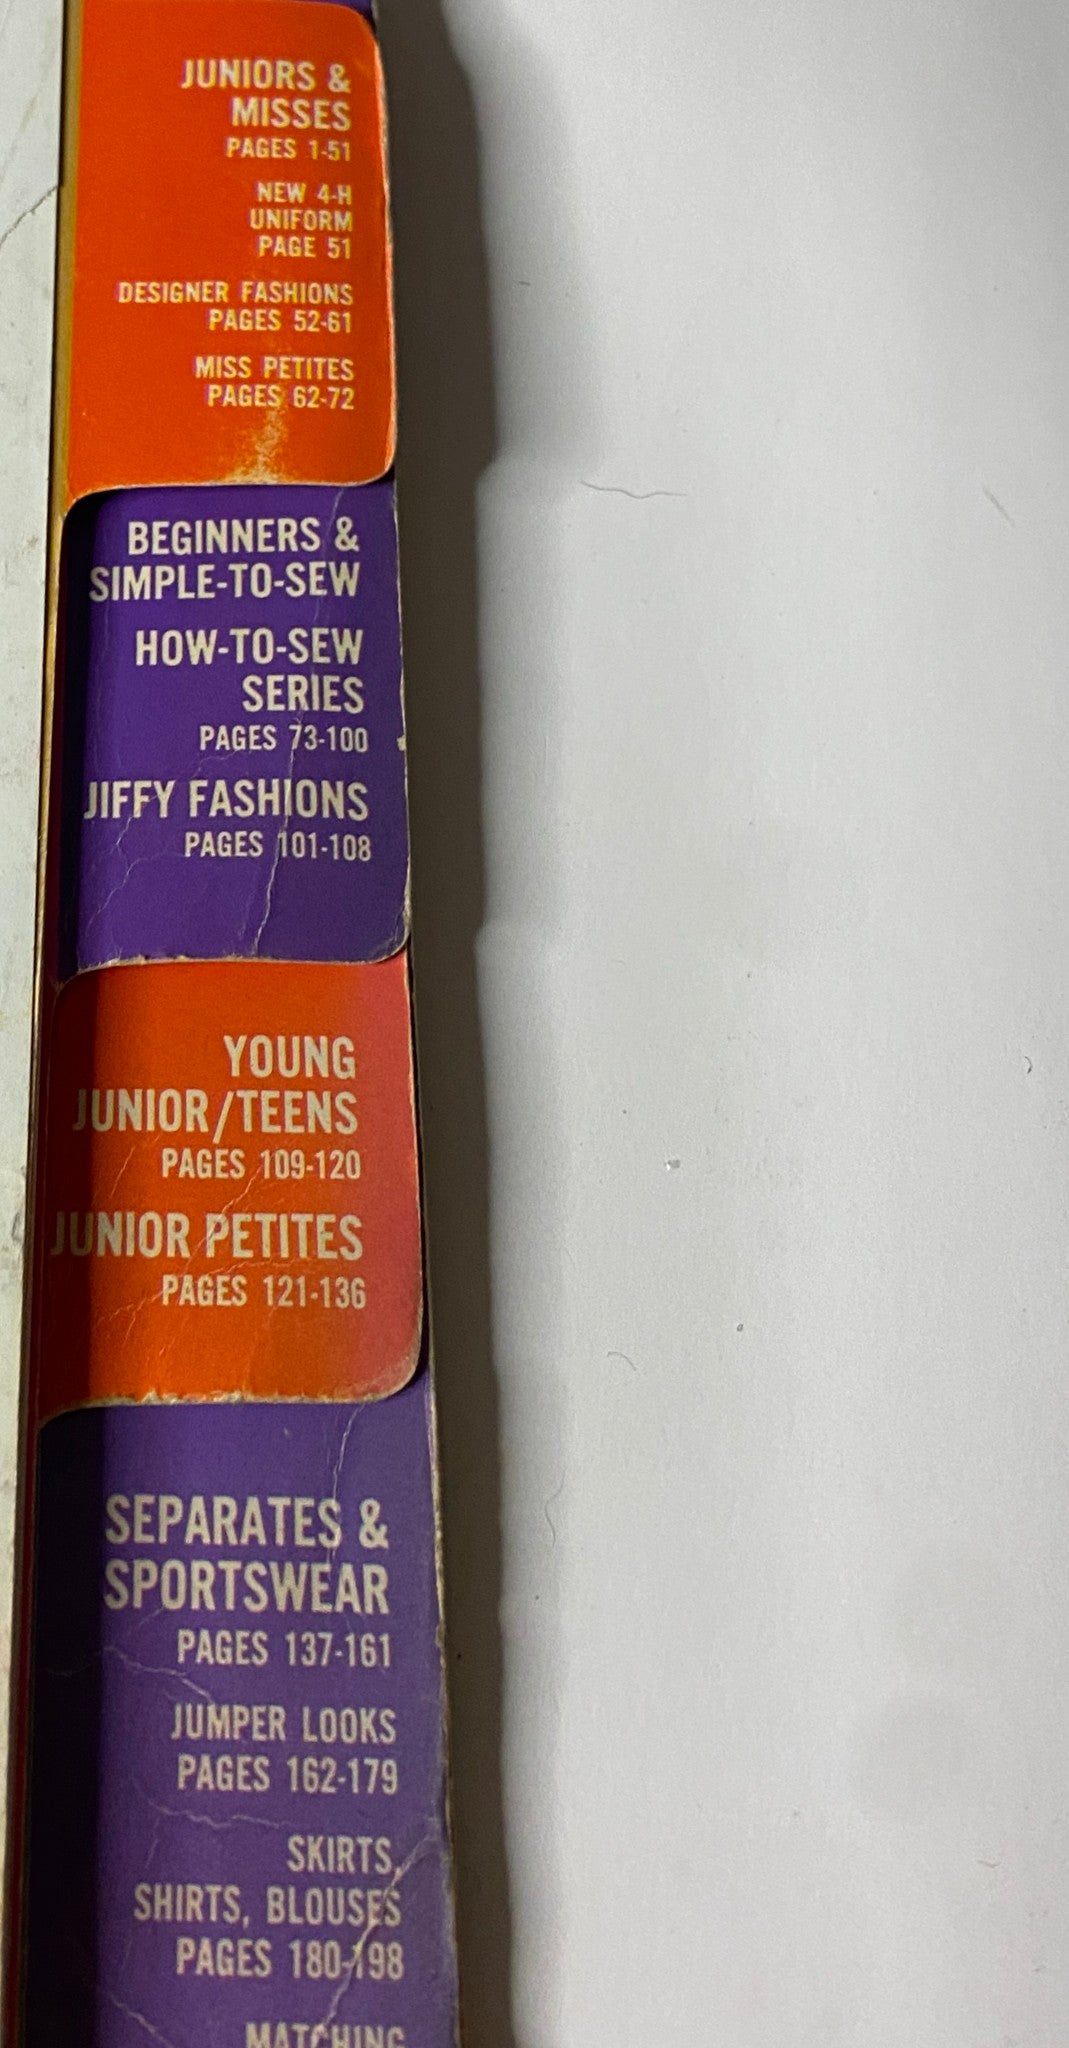 JUNIORS &
MISSES
PAGES 1-51
NEW 4-H
UNIFORM
PAGE 51
DESIGNER FASHIONS
PAGES 52-61
MISS PETITES
PAGES 62-72
BEGINNERS &
SIMPLE-TO-SEW
HOW-TO-SEW
SERIES
PAGES 73-100
JIFFY FASHIONS
PAGES 101-108
YOUNG
JUNIOR/TEENS
PAGES 109-120
JUNIOR PETITES
PAGES 121-136
SEPARATES &
SPORTSWEAR
PAGES 137-161
JUMPER LOOKS
PAGES 162-179
SKIRTS,
SHIRTS, BLOUSES
PAGES 180-198
MATCHING